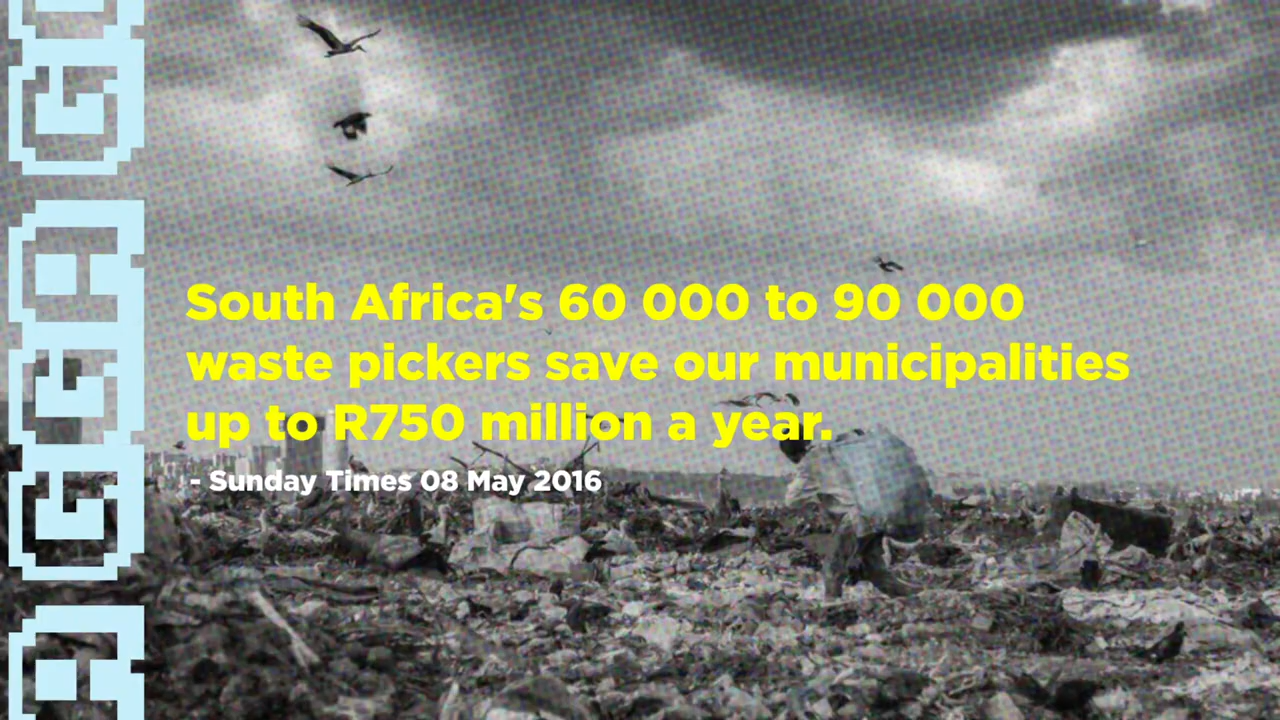 South Africa's 60 000 to 90 000
waste pickers save our municipalities
up to R750 million a year.
- Sunday Times 08 May 2016